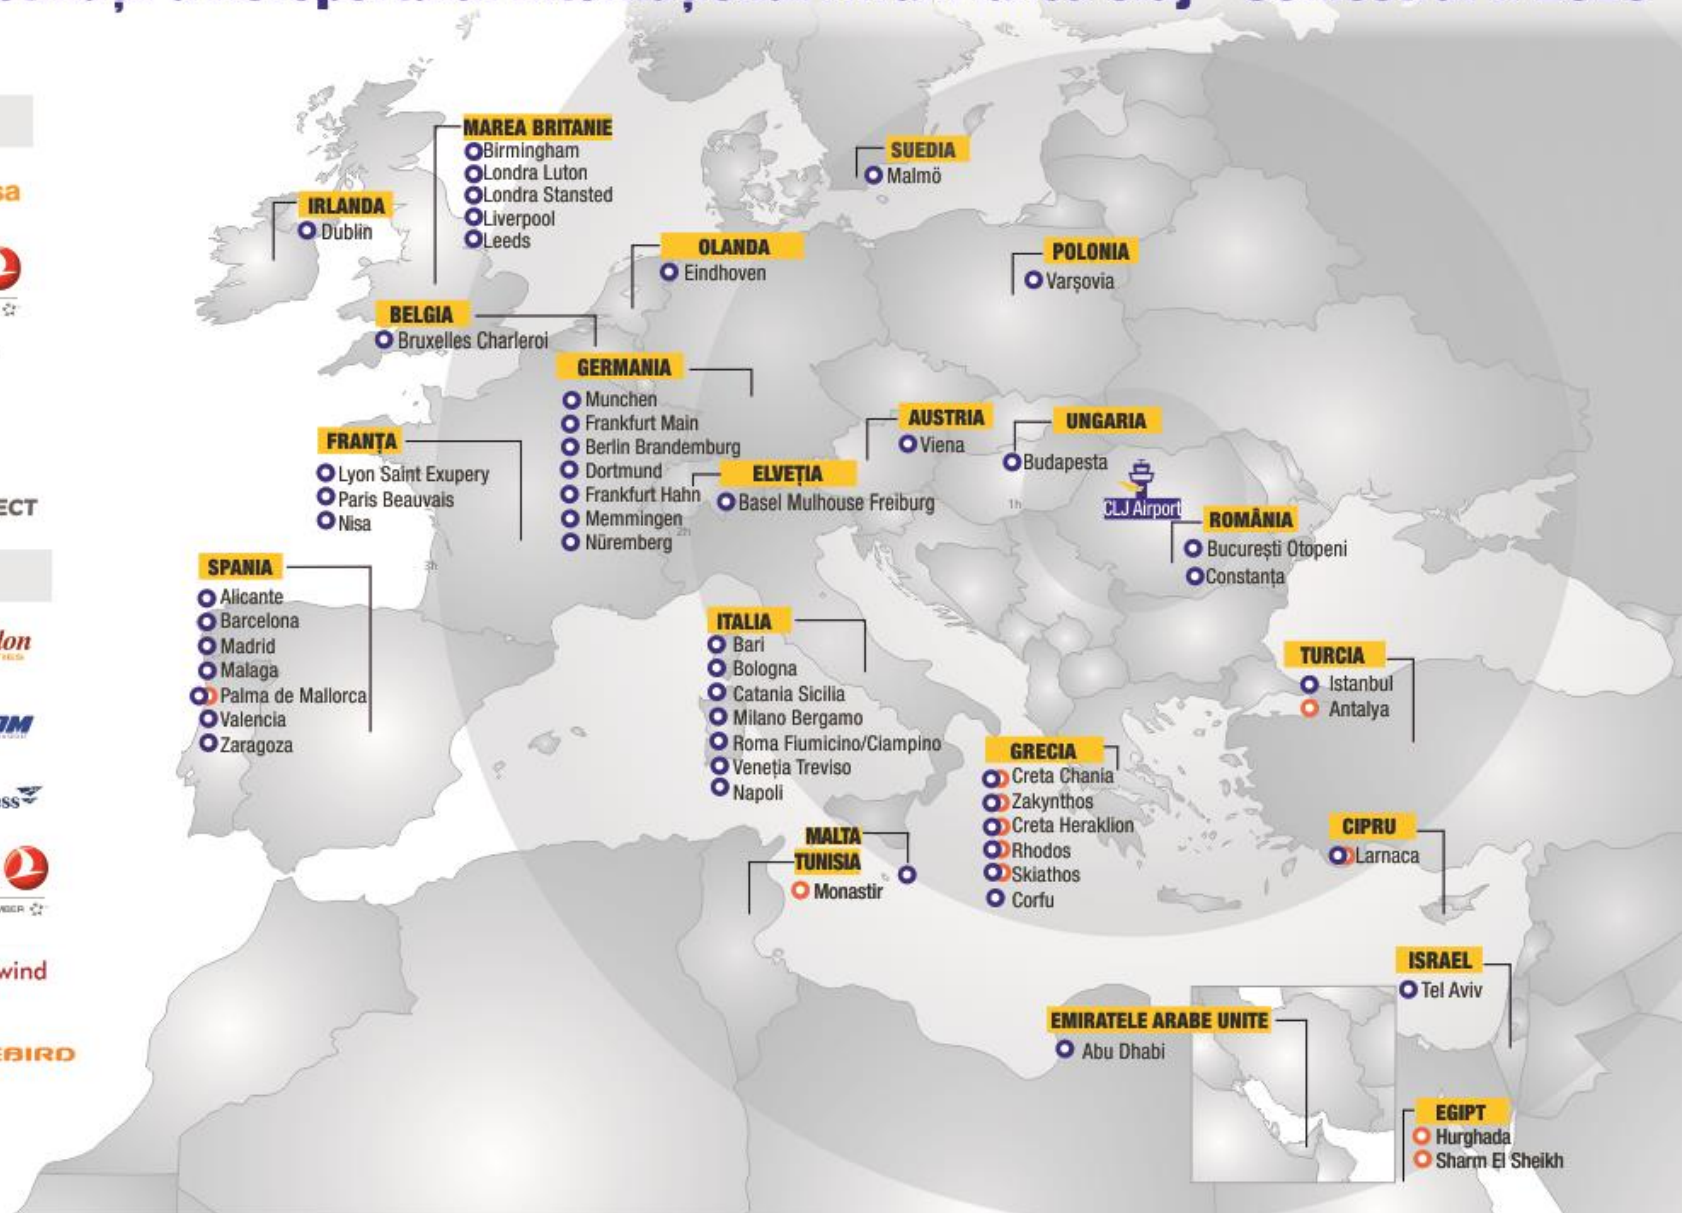 MAREA BRITANIE
Birmingham
Londra Luton
Londra Stansted
Liverpool
Leeds
SUEDIA
Malmö
IRLANDA
Dublin
OLANDA
Eindhoven
POLONIA
Varșovia
BELGIA
Bruxelles Charleroi
GERMANIA
Munchen
Frankfurt Main
Berlin Brandemburg
Dortmund
Frankfurt Hahn
Memmingen
Nüremberg
AUSTRIA
Viena
UNGARIA
Budapesta
FRANȚA
Lyon Saint Exupery
Paris Beauvais
Nisa
ELVEȚIA
Basel Mulhouse Freiburg
1h
2h
3h
CLJ Airport
ROMÂNIA
București Otopeni
Constanța
SPANIA
Alicante
Barcelona
Madrid
Malaga
Palma de Mallorca
Valencia
Zaragoza
ITALIA
Bari
Bologna
Catania Sicilia
Milano Bergamo
Roma Fiumicino/Ciampino
Veneția Treviso
Napoli
TURCIA
Istanbul
Antalya
GRECIA
Creta Chania
Zakynthos
Creta Heraklion
Rhodos
Skiathos
Corfu
MALTA
TUNISIA
Monastir
CIPRU
Larnaca
ISRAEL
Tel Aviv
EMIRATELE ARABE UNITE
Abu Dhabi
EGIPT
Hurghada
Sharm El Sheikh
sa
ECT
wind
EBIRD